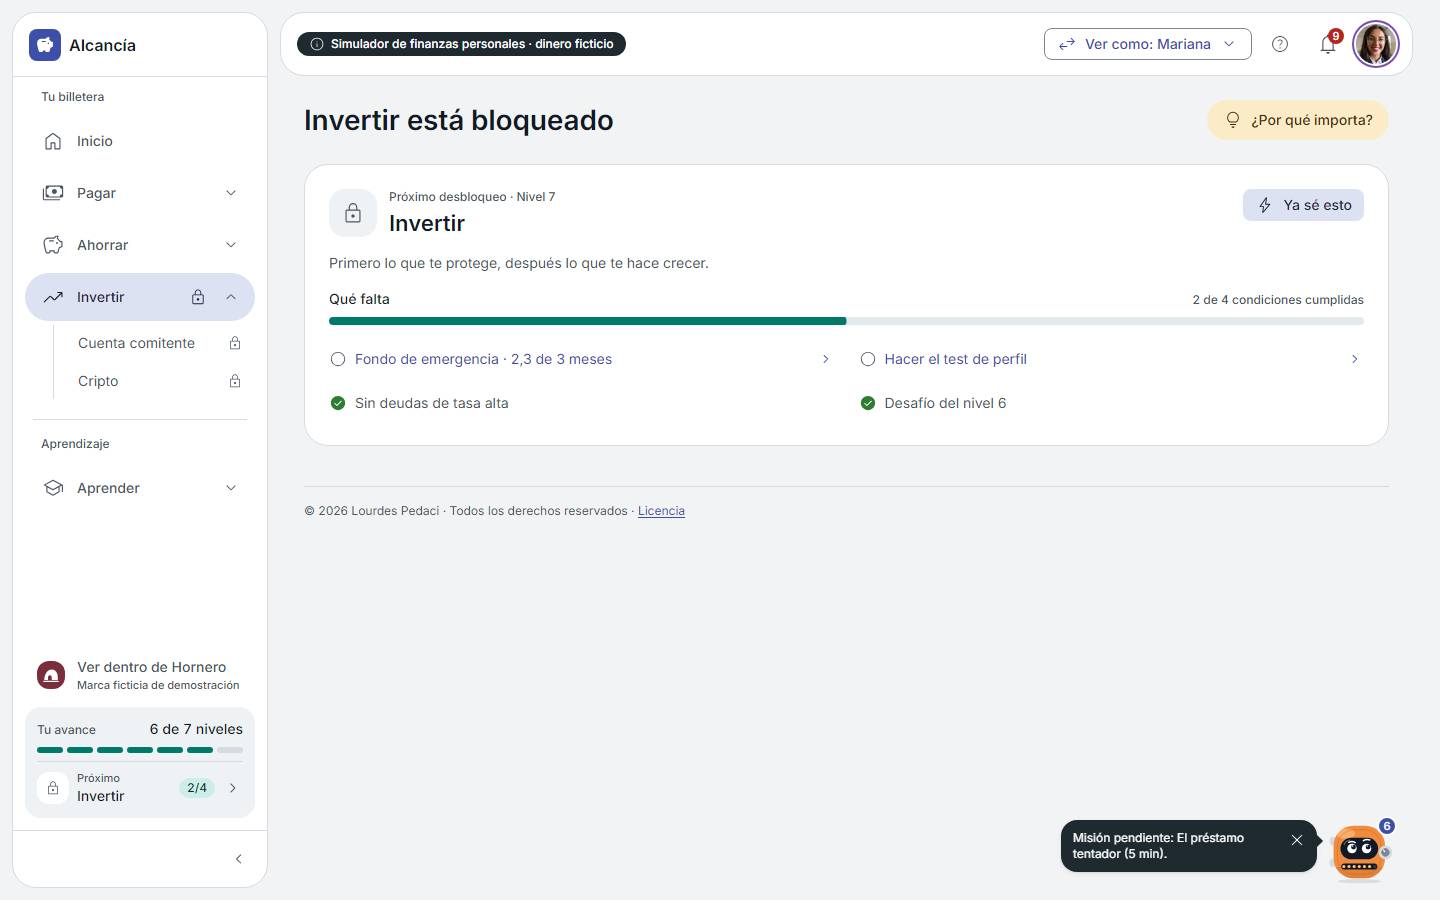 Alcancía
Simulador de finanzas personales · dinero ficticio
Ver como: Mariana
9
Tu billetera
Inicio
Pagar
Ahorrar
Invertir
Cuenta comitente
Cripto
Aprendizaje
Aprender
Ver dentro de Hornero
Marca ficticia de demostración
Tu avance
6 de 7 niveles
Próximo
Invertir
2/4
Invertir está bloqueado
¿Por qué importa?
Próximo desbloqueo · Nivel 7
Invertir
Ya sé esto
Primero lo que te protege, después lo que te hace crecer.
Qué falta
2 de 4 condiciones cumplidas
Fondo de emergencia · 2,3 de 3 meses
Hacer el test de perfil
Sin deudas de tasa alta
Desafío del nivel 6
© 2026 Lourdes Pedaci · Todos los derechos reservados · Licencia
Misión pendiente: El préstamo
tentador (5 min).
6